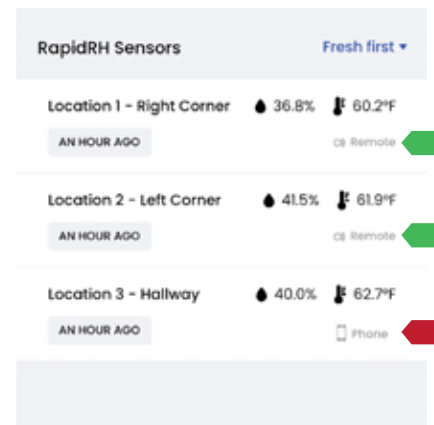 RapidRH Sensors Fresh first
Location 1 - Right Corner 36.8% 60.2°F
AN HOUR AGO Remote
Location 2 - Left Corner 41.5% 61.9°F
AN HOUR AGO Remote
Location 3 - Hallway 40.0% 62.7°F
AN HOUR AGO Phone